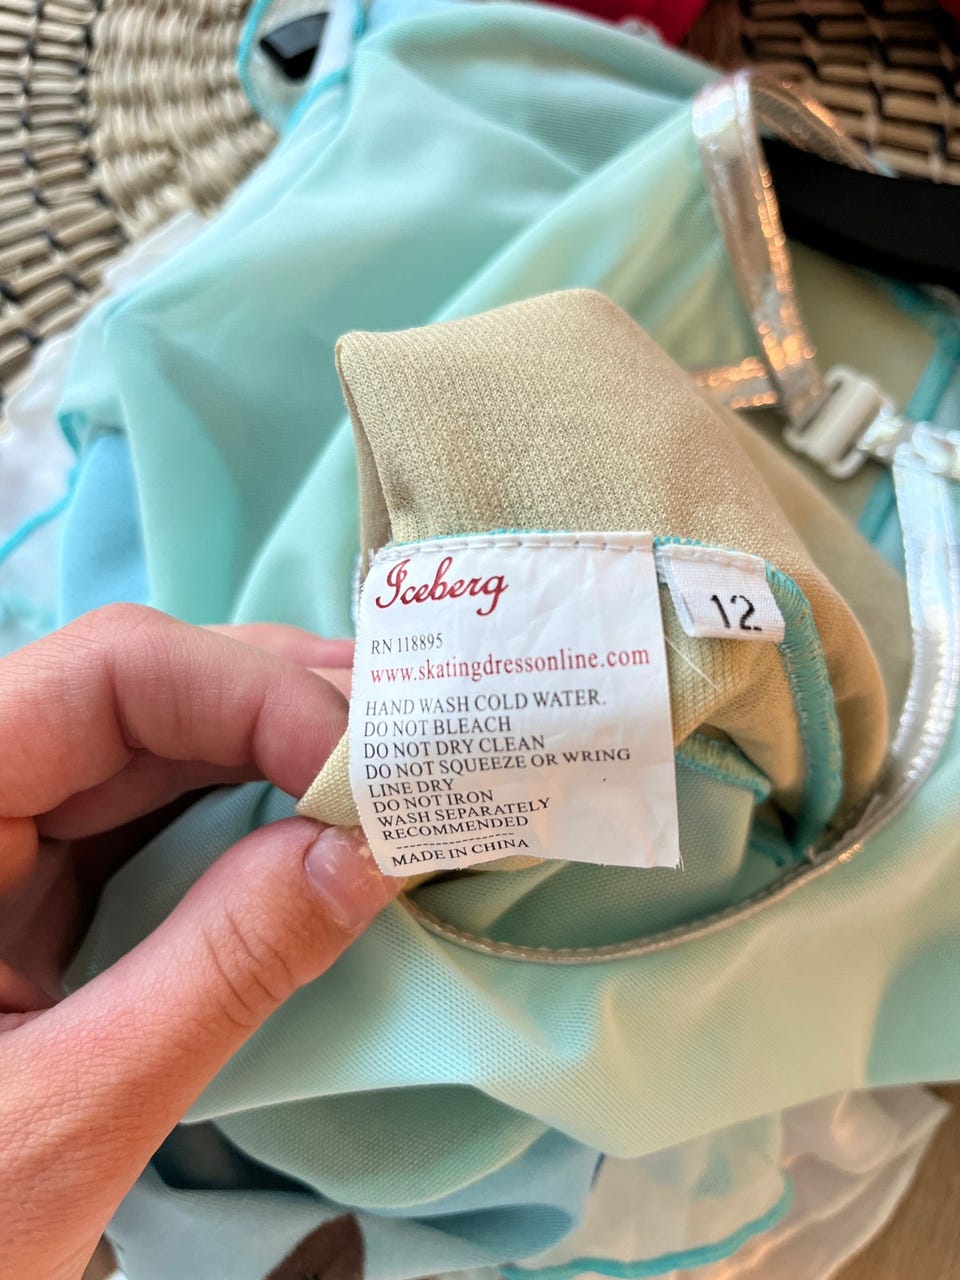 Iceberg
RN 118895
www.skatingdressonline.com
HAND WASH COLD WATER.
DO NOT BLEACH
DO NOT DRY CLEAN
DO NOT SQUEEZE OR WRING
LINE DRY
DO NOT IRON
WASH SEPARATELY
RECOMMENDED
--------------------
MADE IN CHINA
12